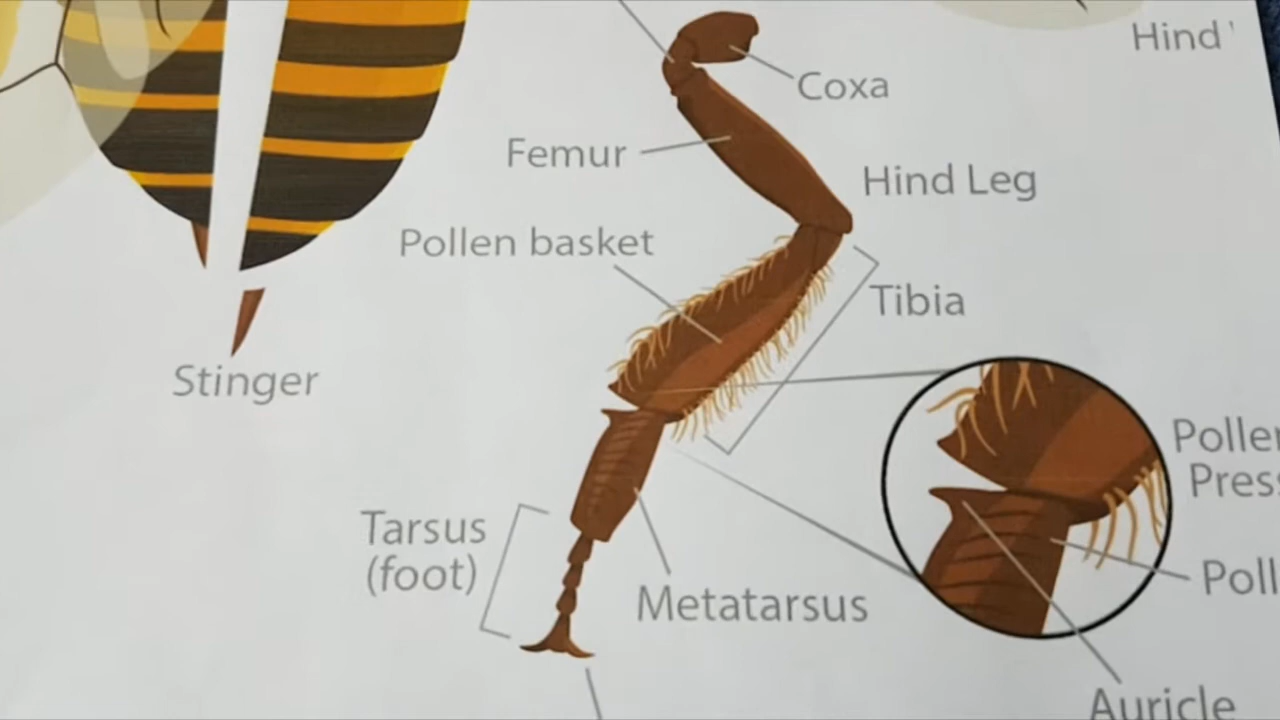 Hind
Coxa
Femur
Hind Leg
Pollen basket
Tibia
Stinger
Tarsus
(foot)
Metatarsus
Auricle